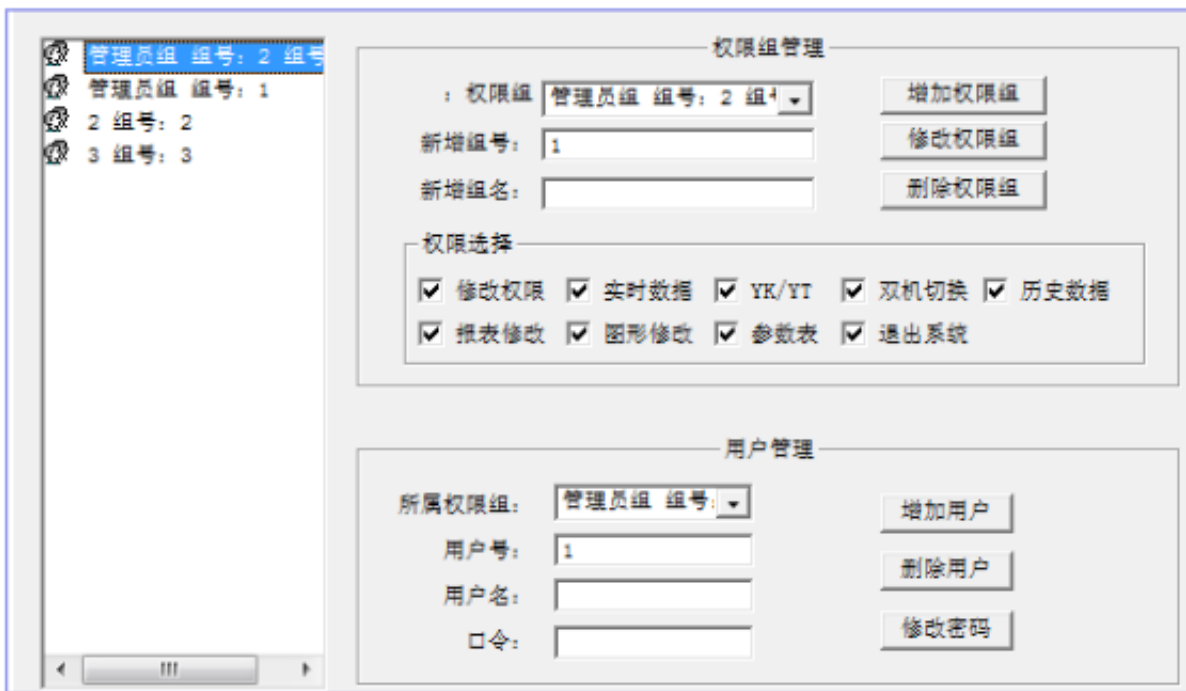 管理员组 组号：2 组号
管理员组 组号：1
2 组号：2
3 组号：3
权限组管理
：权限组 管理员组 组号：2 组 增加权限组
新增组号： 1 修改权限组
新增组名： 删除权限组
权限选择
修改权限 实时数据 YK/YT 双机切换 历史数据
报表修改 图形修改 参数表 退出系统
用户管理
所属权限组： 管理员组 组号： 增加用户
用户号： 1
删除用户
用户名：
修改密码
口令：